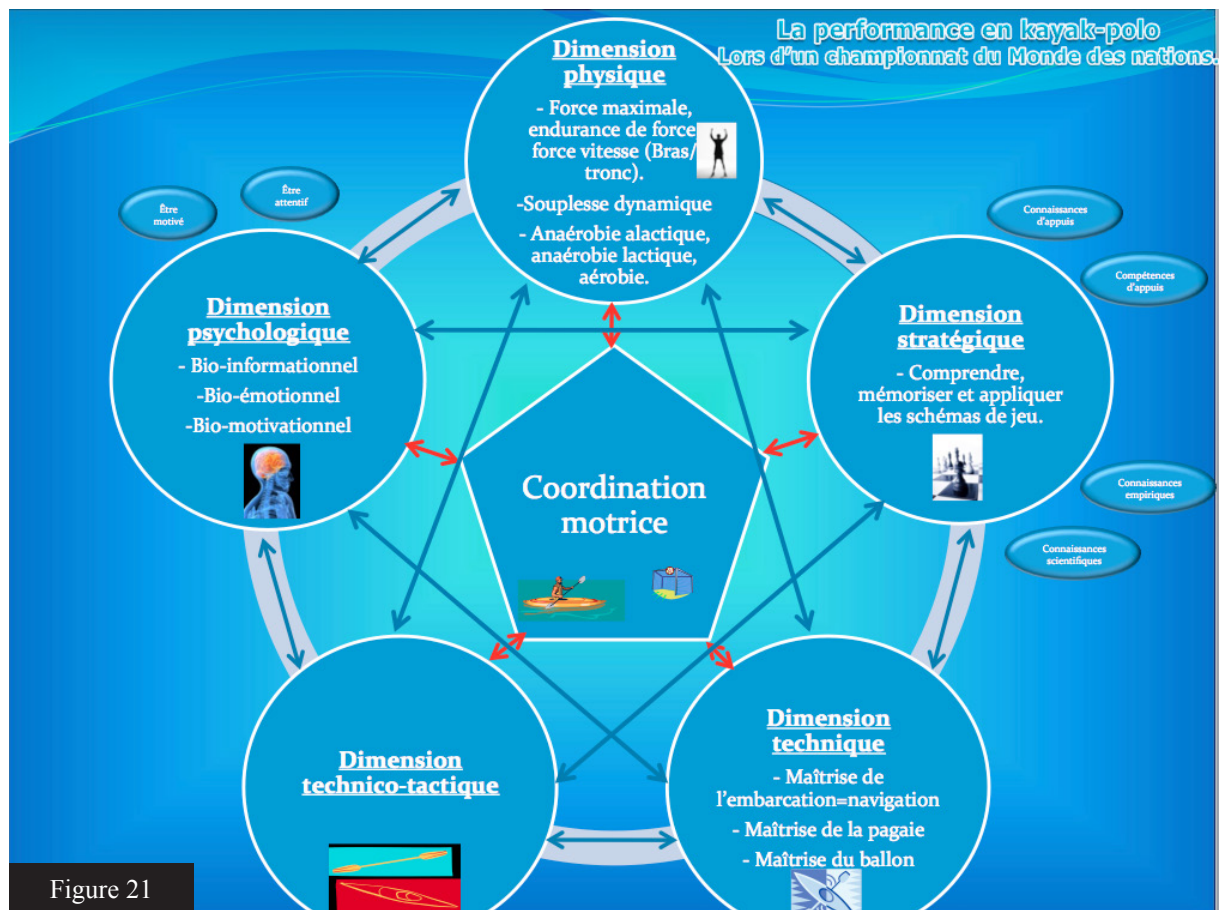 La performance en kayak-polo
Lors d'un championnat du Monde des nations.
Dimension
physique
- Force maximale,
endurance de force
force vitesse (Bras/
tronc).
-Souplesse dynamique
- Anaérobie alactique,
anaérobie lactique,
aérobie.
Être
motivé
Être
attentif
Connaissances
d'appuis
Compétences
d'appuis
Dimension
psychologique
- Bio-informationnel
-Bio-émotionnel
-Bio-motivationnel
Dimension
stratégique
- Comprendre,
mémoriser et appliquer
les schémas de jeu.
Connaissances
empiriques
Connaissances
scientifiques
Coordination
motrice
Dimension
technico-tactique
Dimension
technique
- Maîtrise de
l'embarcation=navigation
- Maîtrise de la pagaie
- Maîtrise du ballon
Figure 21